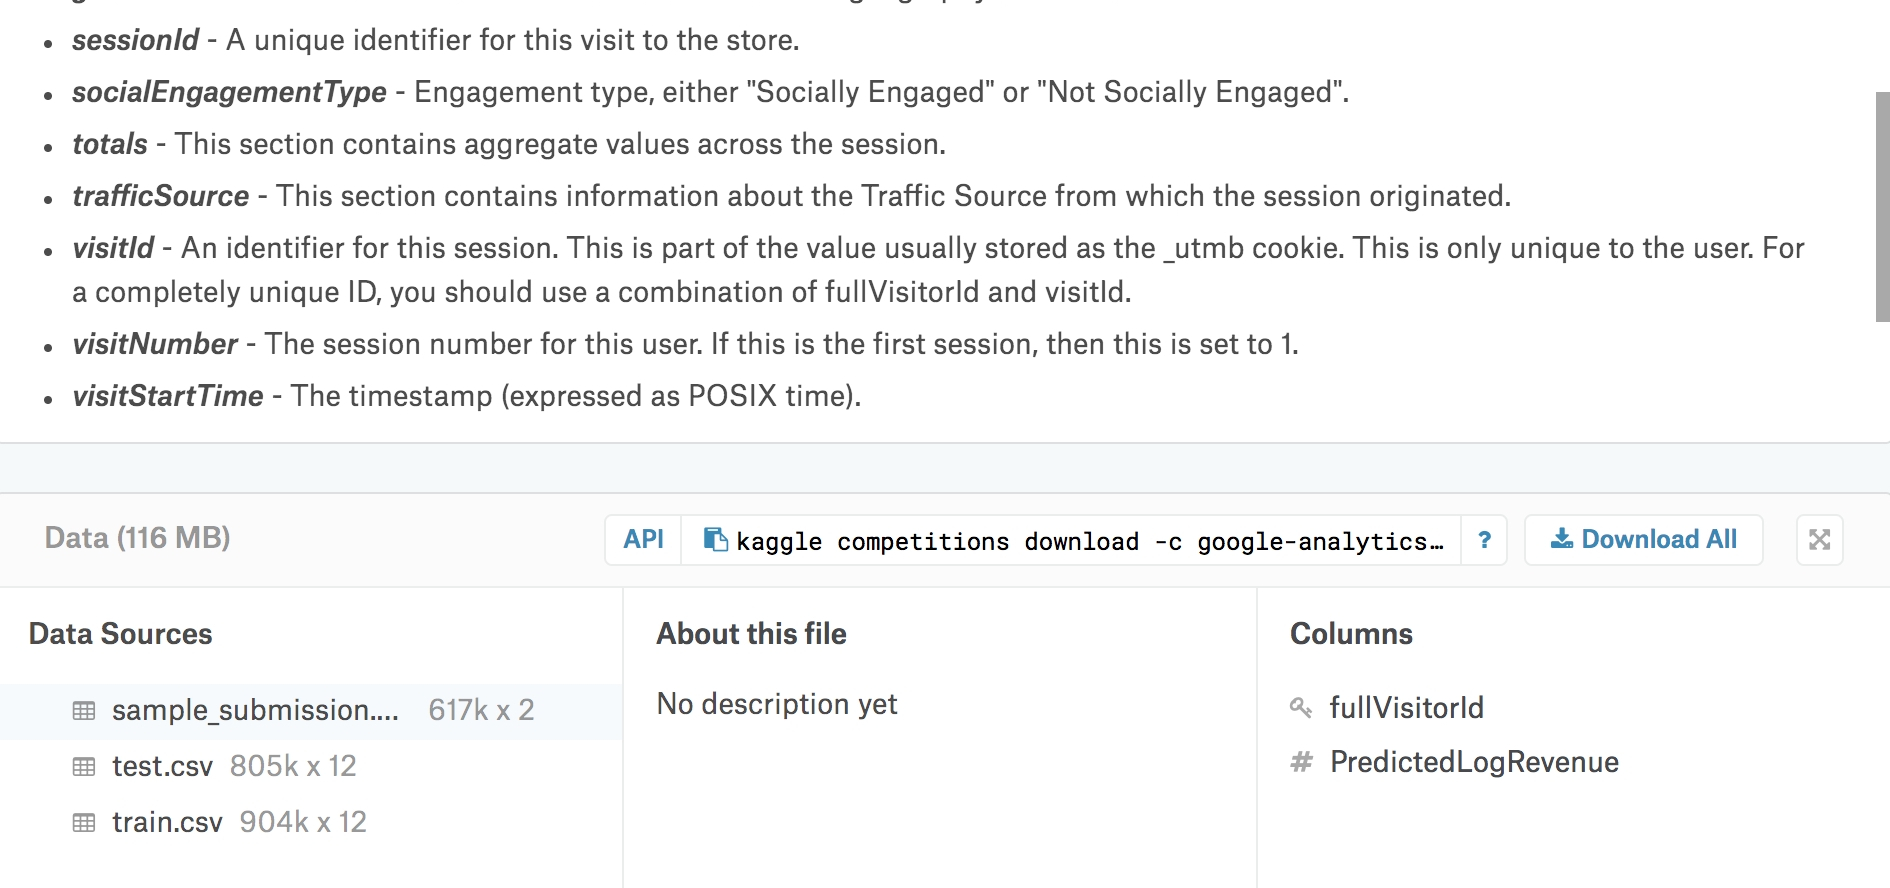 sessionId - A unique identifier for this visit to the store.
socialEngagementType - Engagement type, either "Socially Engaged" or "Not Socially Engaged".
totals - This section contains aggregate values across the session.
trafficSource - This section contains information about the Traffic Source from which the session originated.
visitId - An identifier for this session. This is part of the value usually stored as the _utmb cookie. This is only unique to the user. For
a completely unique ID, you should use a combination of fullVisitorId and visitId.
visitNumber - The session number for this user. If this is the first session, then this is set to 1.
visitStartTime - The timestamp (expressed as POSIX time).
Data (116 MB)
API
kaggle competitions download -c google-analytics…
?
Download All
Data Sources
sample_submission.... 617k x 2
test.csv 805k x 12
train.csv 904k x 12
About this file
No description yet
Columns
fullVisitorId
# PredictedLogRevenue